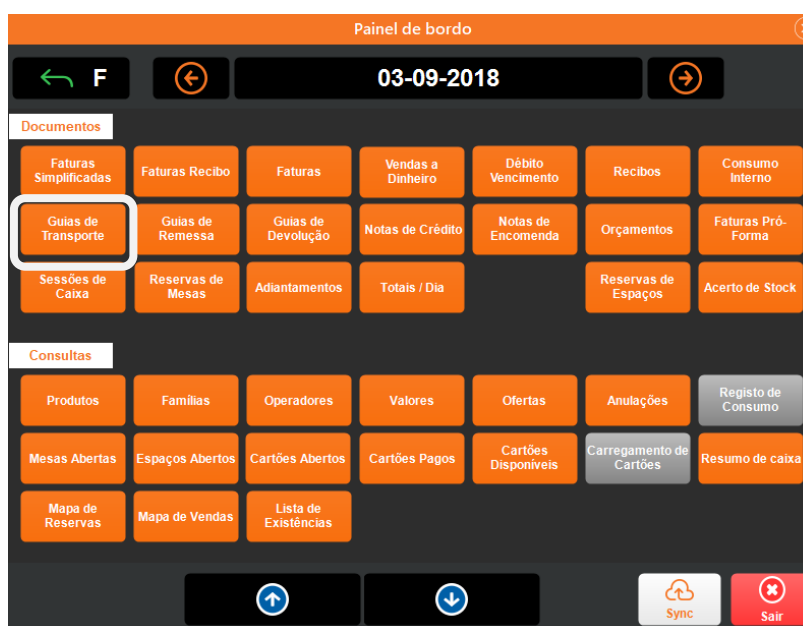 Painel de bordo
F
03-09-2018
Documentos
Faturas
Simplificadas
Faturas Recibo
Faturas
Vendas a
Dinheiro
Débito
Vencimento
Recibos
Consumo
Interno
Guias de
Transporte
Guias de
Remessa
Guias de
Devolução
Notas de Crédito
Notas de
Encomenda
Orçamentos
Faturas Pró-
Forma
Sessões de
Caixa
Reservas de
Mesas
Adiantamentos
Totais / Dia
Reservas de
Espaços
Acerto de Stock
Consultas
Produtos
Famílias
Operadores
Valores
Ofertas
Anulações
Registo de
Consumo
Mesas Abertas
Espaços Abertos
Cartões Abertos
Cartões Pagos
Cartões
Disponíveis
Carregamento de
Cartões
Resumo de caixa
Mapa de
Reservas
Mapa de Vendas
Lista de
Existências
Sync
Sair